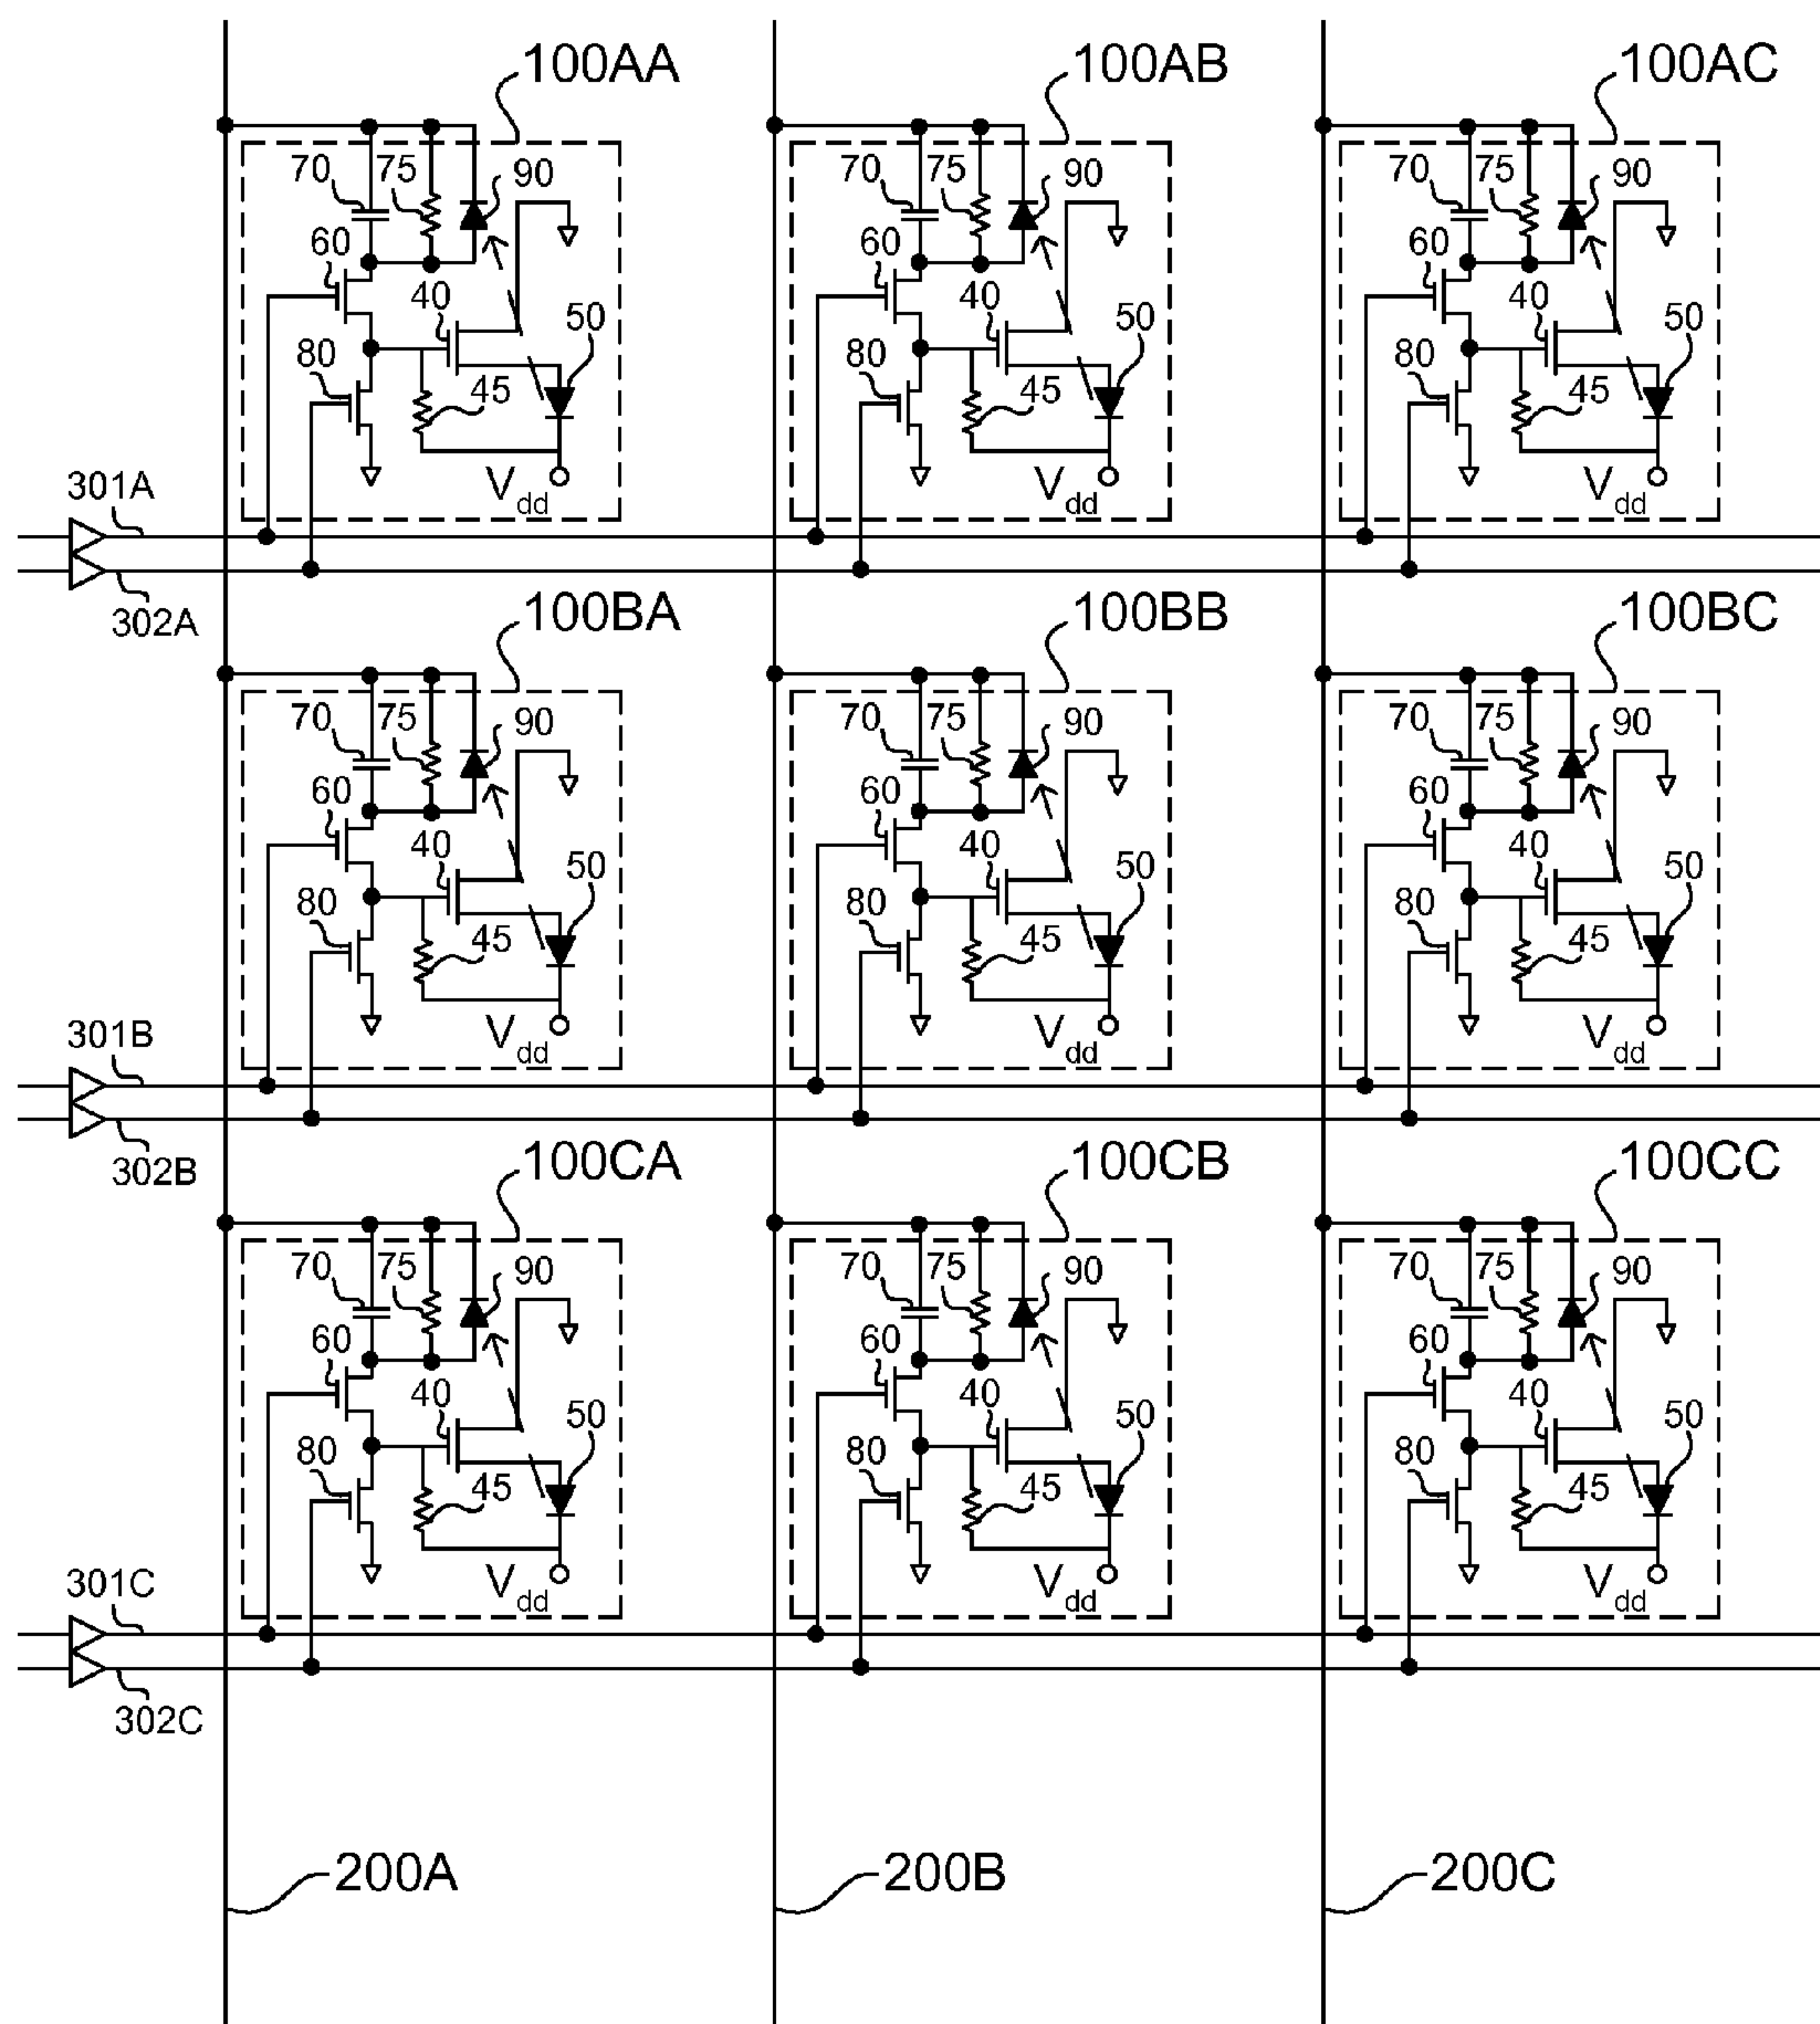 100AA 100AB 100AC
70 75 90 70 75 90 70 75 90
60 60 60
40 50 40 50 40 50
80 80 80
45 45 45
301A Vdd Vdd Vdd
302A
100BA 100BB 100BC
70 75 90 70 75 90 70 75 90
60 60 60
40 50 40 50 40 50
80 80 80
45 45 45
301B Vdd Vdd Vdd
302B
100CA 100CB 100CC
70 75 90 70 75 90 70 75 90
60 60 60
40 50 40 50 40 50
80 80 80
45 45 45
301C Vdd Vdd Vdd
302C
200A 200B 200C